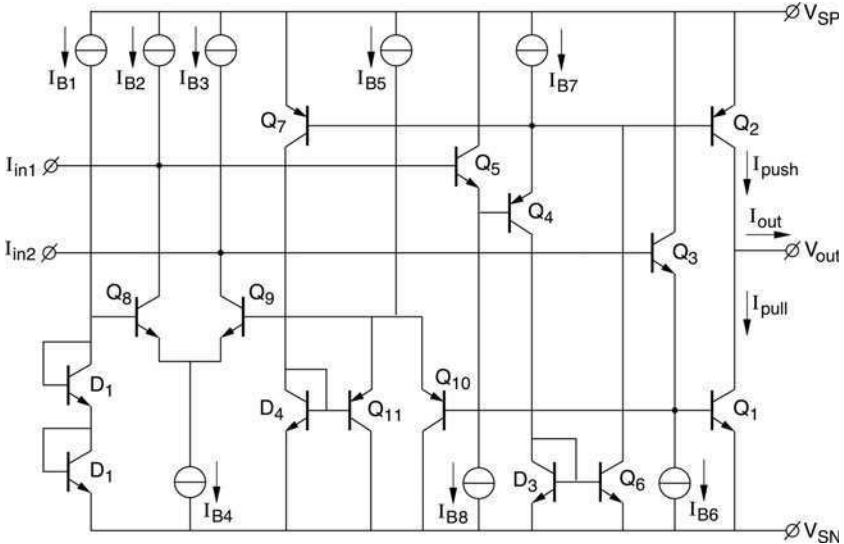 V_SP
I_B1 I_B2 I_B3 I_B5 I_B7
Q_7 Q_2
I_in1 Q_5 I_push
Q_4 I_out
I_in2 Q_3 V_out
Q_8 Q_9 I_pull
D_1 Q_10
D_4 Q_11 Q_1
D_1 D_3 Q_6
I_B4 I_B8 I_B6
V_SN